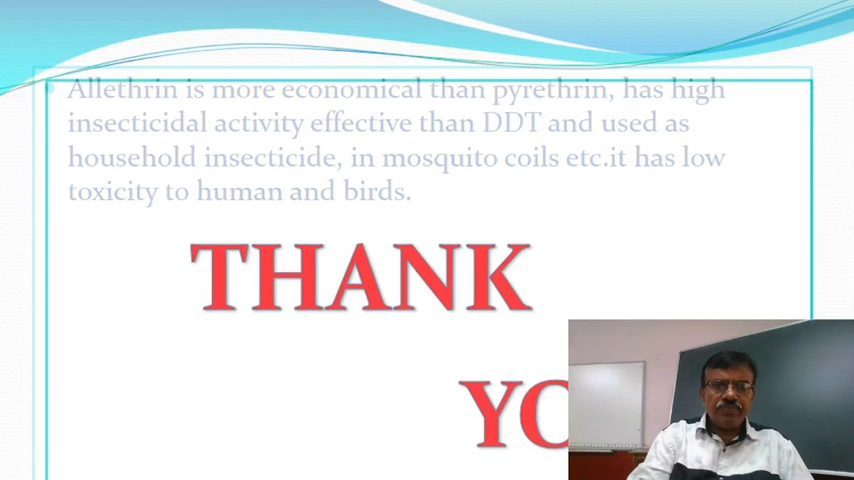 Allethrin is more economical than pyrethrin, has high
insecticidal activity effective than DDT and used as
household insecticide, in mosquito coils etc.it has low
toxicity to human and birds.
THANK
YO